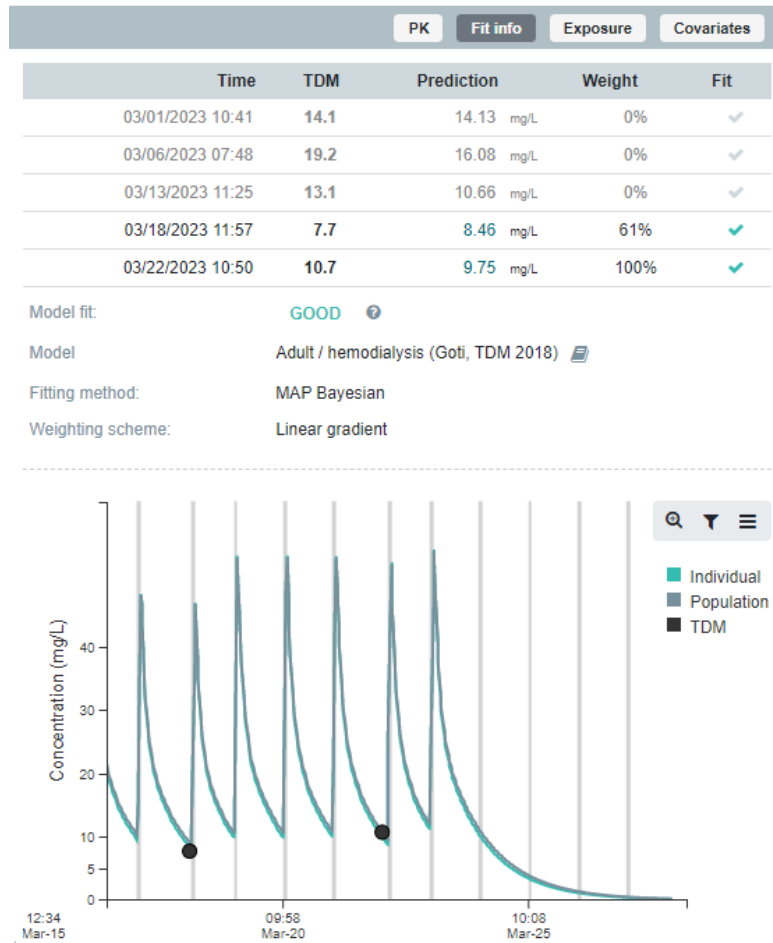 PK Fit info Exposure Covariates
Time TDM Prediction Weight Fit
03/01/2023 10:41 14.1 14.13 mg/L 0%
03/06/2023 07:48 19.2 16.08 mg/L 0%
03/13/2023 11:25 13.1 10.66 mg/L 0%
03/18/2023 11:57 7.7 8.46 mg/L 61%
03/22/2023 10:50 10.7 9.75 mg/L 100%
Model fit: GOOD ?
Model Adult / hemodialysis (Goti, TDM 2018)
Fitting method: MAP Bayesian
Weighting scheme: Linear gradient
Individual
Population
TDM
Concentration (mg/L)
40
30
20
10
5
0
12:34 09:58 10:08
Mar-15 Mar-20 Mar-25